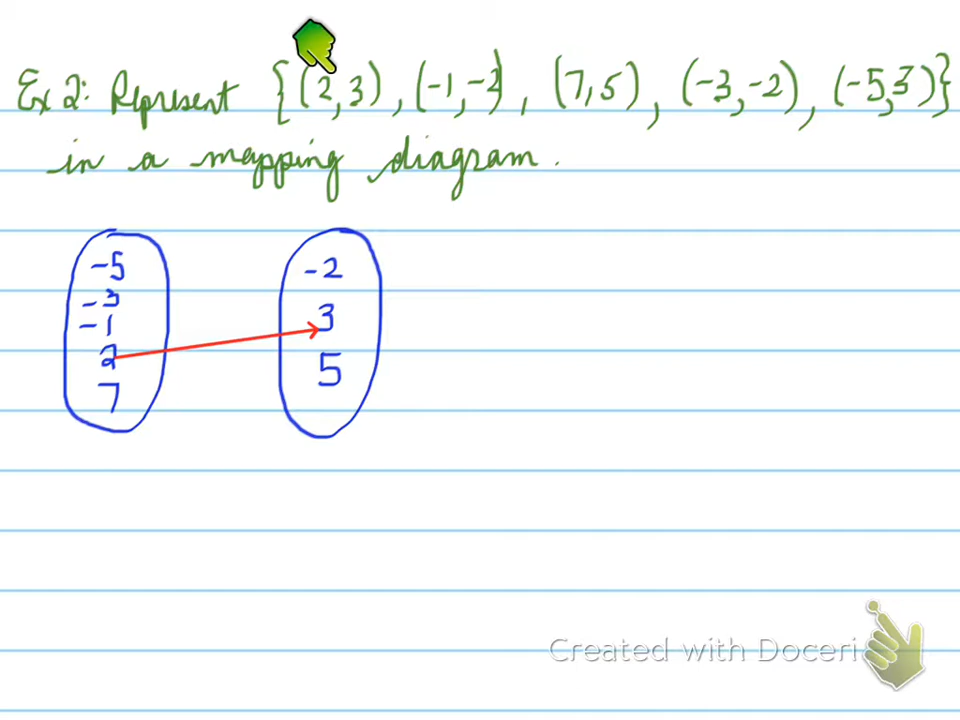 Ex 2: Represent {(2,3), (-1,-2), (7,5), (-3,-2), (-5,3)}
in a mapping diagram.
-5 -2
-3
-1 3
2 5
7
Created with Doceri